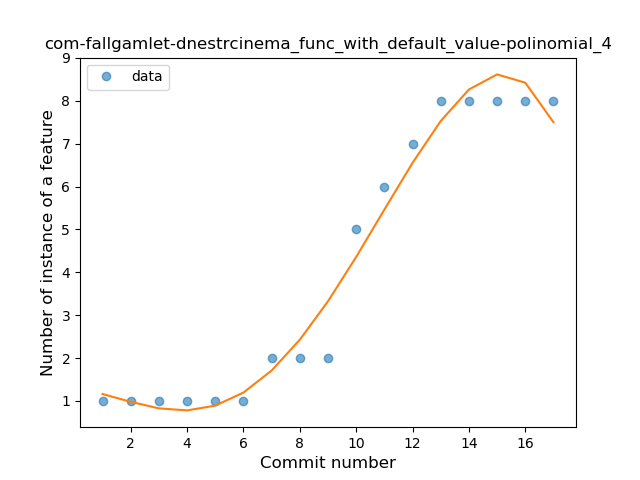 com-fallgamlet-dnestrcinema_func_with_default_value-polinomial_4
data
Number of instance of a feature
9
8
7
6
5
4
3
2
1
2 4 6 8 10 12 14 16
Commit number